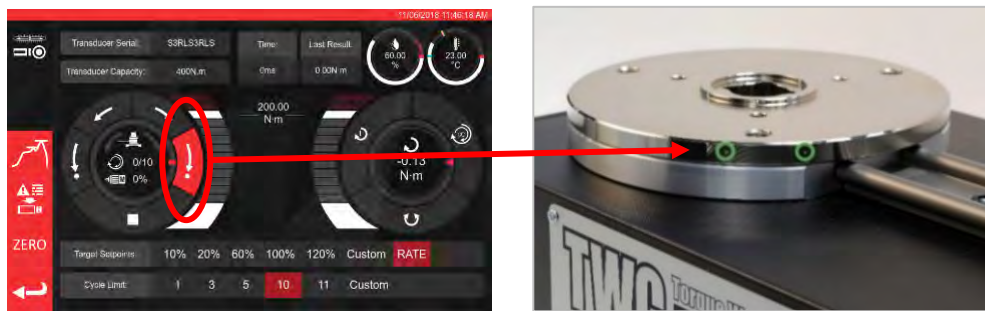 11/06/2018 11:46:18 AM
Transducer Serial: S3RLS3RLS Time: Last Result:
60.00 %
23.00 °C
Transducer Capacity: 400N.m 0ms 0.00N m
200.00
N·m
0/10
0%
-0.13
N·m
ZERO
Target Setpoints 10% 20% 60% 100% 120% Custom RATE
Cycle Limit: 1 3 5 10 11 Custom
TWC
Torque